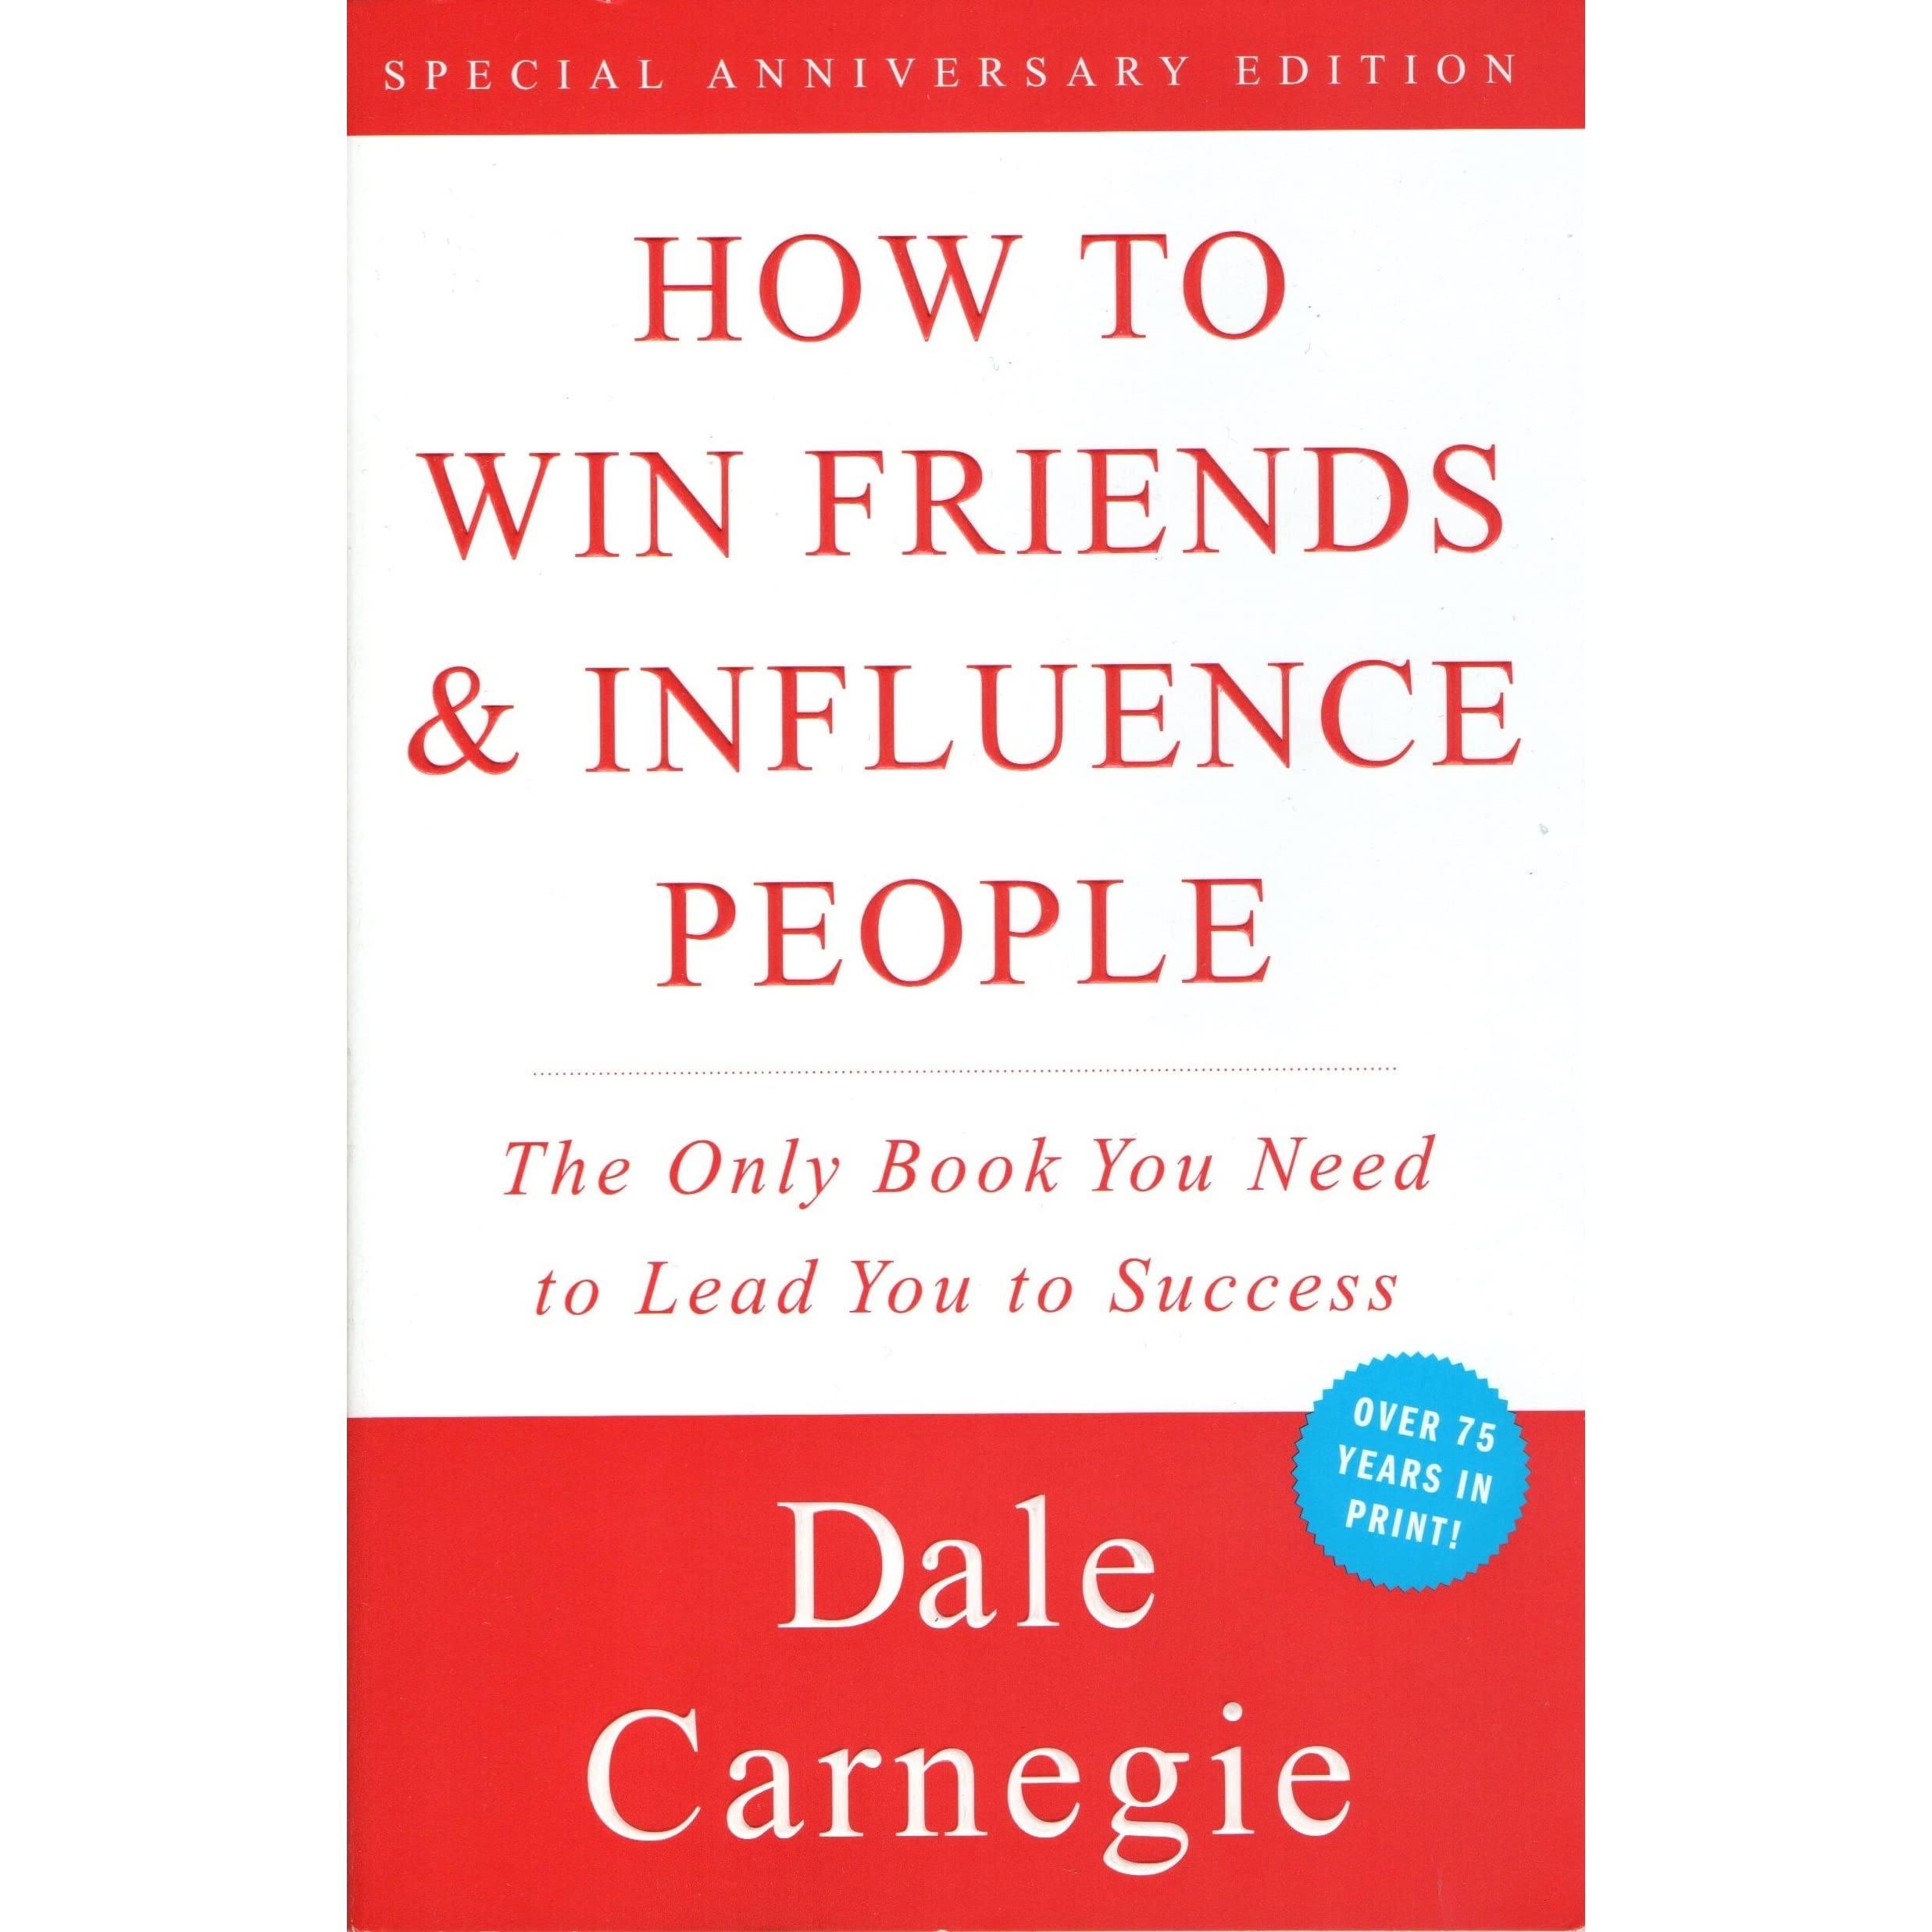 SPECIAL ANNIVERSARY EDITION
HOW TO
WIN FRIENDS
& INFLUENCE
PEOPLE
The Only Book You Need
to Lead You to Success
OVER 75
YEARS IN
PRINT!
Dale
Carnegie